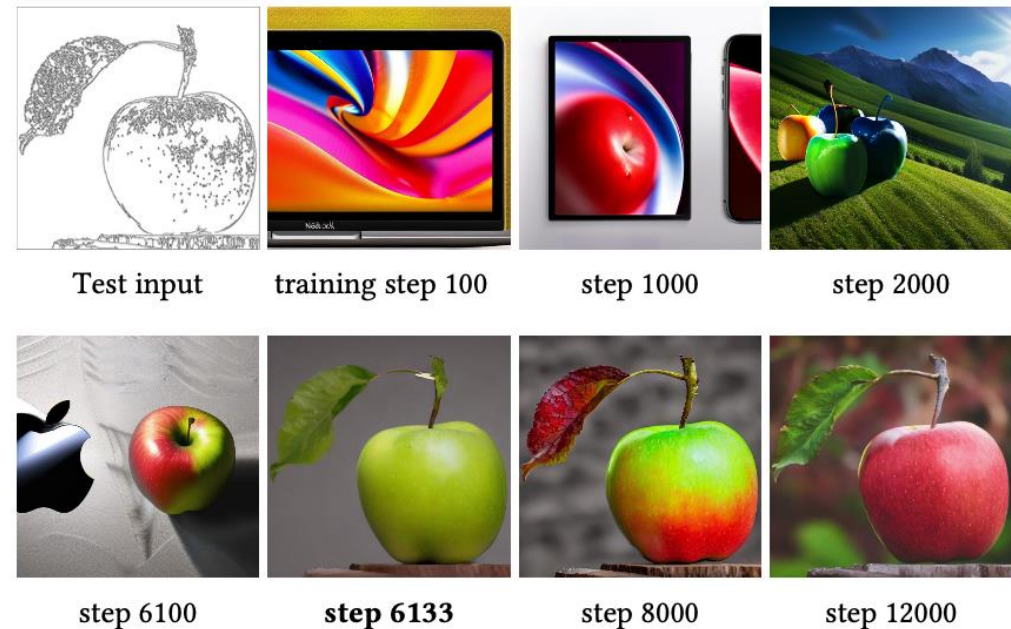 Test input
training step 100
step 1000
step 2000
step 6100
step 6133
step 8000
step 12000